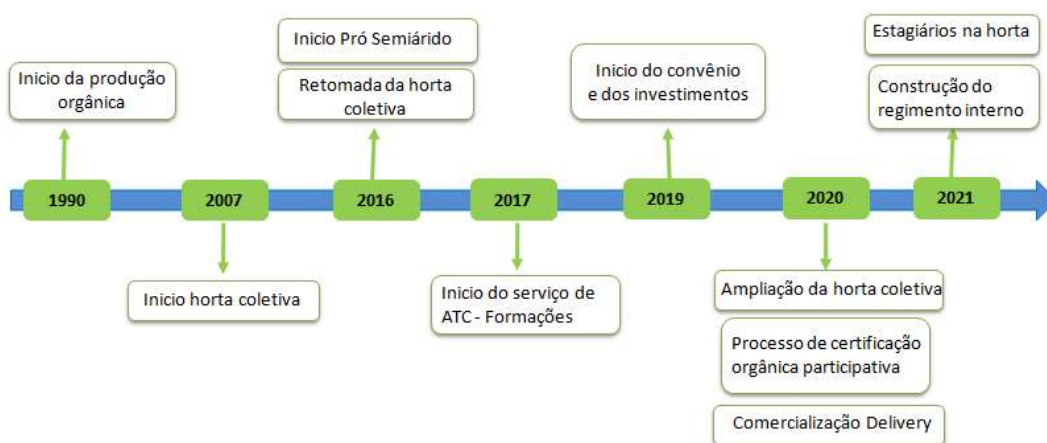 Inicio Pró Semiárido
Estagiários na horta
Inicio da produção
orgânica
Retomada da horta
coletiva
Inicio do convênio
e dos investimentos
Construção do
regimento interno
1990
2007
2016
2017
2019
2020
2021
Inicio horta coletiva
Inicio do serviço de
ATC - Formações
Ampliação da horta coletiva
Processo de certificação
orgânica participativa
Comercialização Delivery